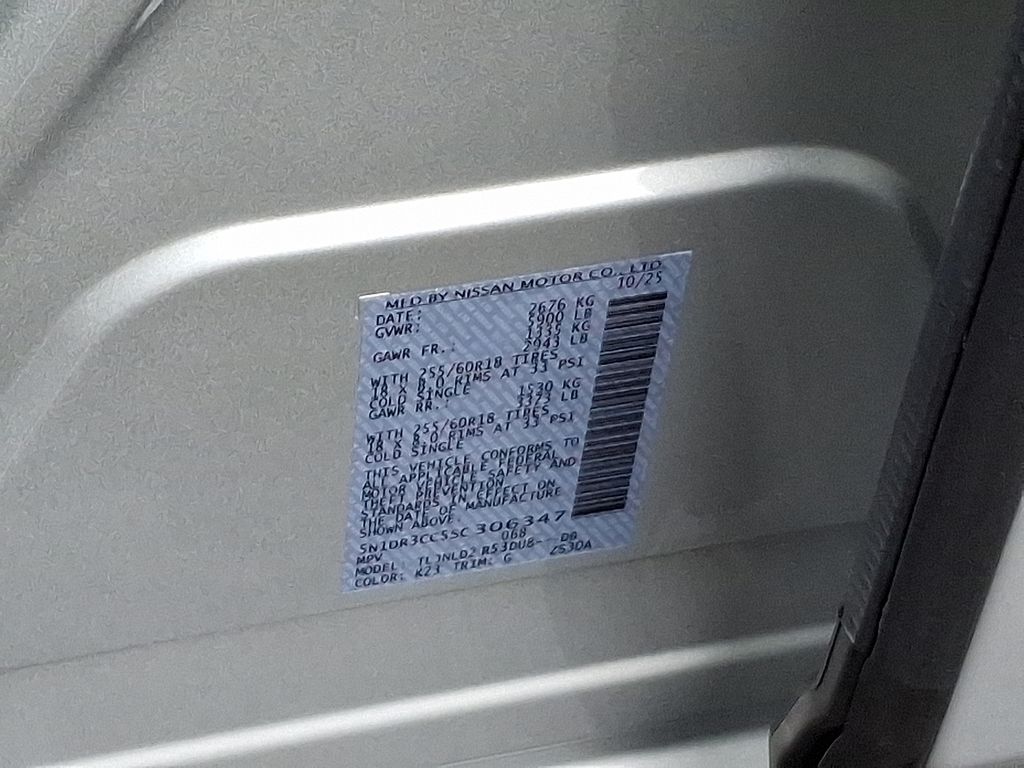 MFD BY NISSAN MOTOR CO., LTD
DATE: 10/25
GVWR: 2676 KG
5900 LB
GAWR FR.: 1335 KG
2943 LB
WITH 255/60R18 TIRES
18 X 8.0 RIMS AT 33 PSI
COLD SINGLE
GAWR RR.: 1530 KG
3373 LB
WITH 255/60R18 TIRES
18 X 8.0 RIMS AT 33 PSI
COLD SINGLE
THIS VEHICLE CONFORMS TO
ALL APPLICABLE FEDERAL
MOTOR VEHICLE SAFETY AND
THEFT PREVENTION
STANDARDS IN EFFECT ON
THE DATE OF MANUFACTURE
SHOWN ABOVE.
5N1DR3CC5SC306347
MPV 068
MODEL
COLOR: K23 TRIM: G 2530A